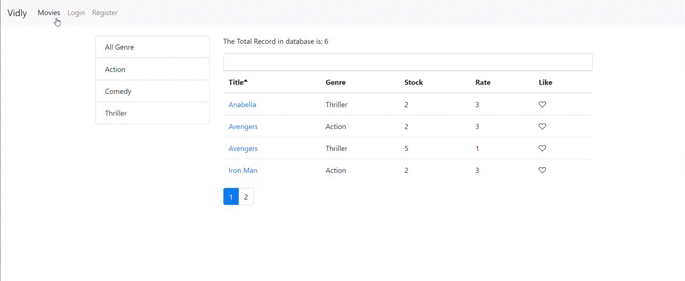 Vidly Movies Login Register
All Genre
Action
Comedy
Thriller
The Total Record in database is: 6
Title Genre Stock Rate Like
Anabella Thriller 2 3
Avengers Action 2 3
Avengers Thriller 5 1
Iron Man Action 2 3
1 2